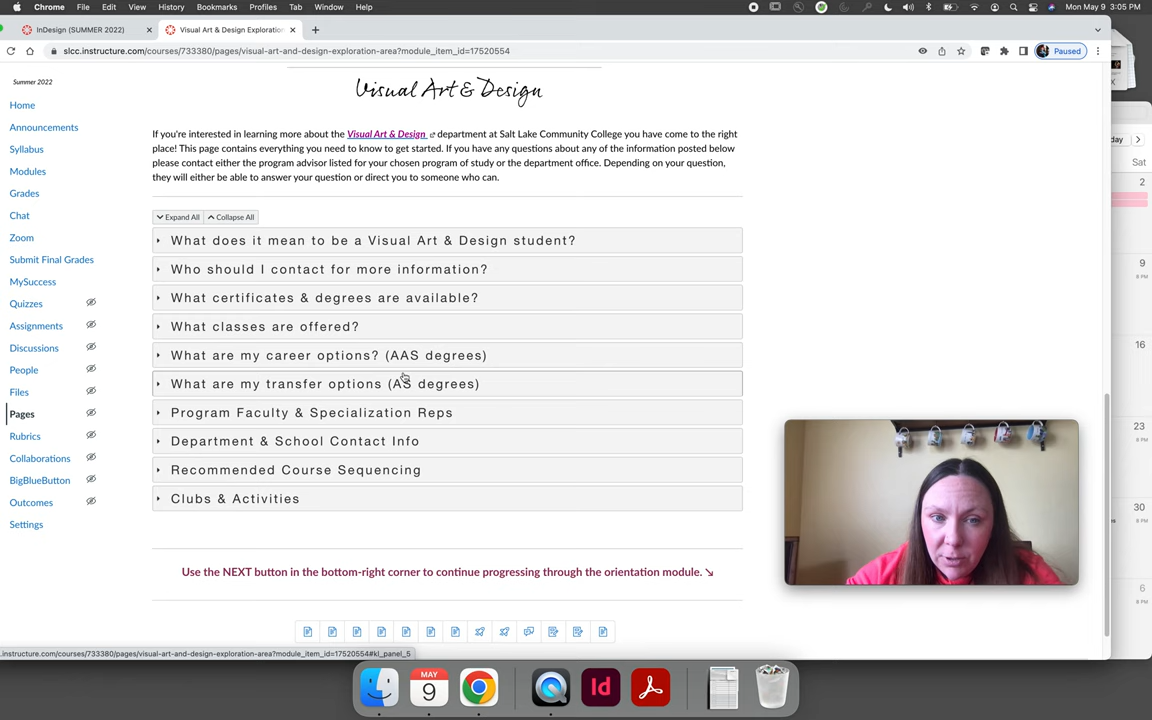 Chrome File Edit View History Bookmarks Profiles Tab Window Help Mon May 9 3:05 PM
InDesign (SUMMER 2022) Visual Art & Design Exploration
slcc.instructure.com/courses/733380/pages/visual-art-and-design-exploration-area?module_item_id=17520554 Paused
Summer 2022
Home
Announcements
Syllabus
Modules
Grades
Chat
Zoom
Submit Final Grades
MySuccess
Quizzes
Assignments
Discussions
People
Files
Pages
Rubrics
Collaborations
BigBlueButton
Outcomes
Settings
Visual Art & Design
If you're interested in learning more about the Visual Art & Design department at Salt Lake Community College you have come to the right
place! This page contains everything you need to know to get started. If you have any questions about any of the information posted below
please contact either the program advisor listed for your chosen program of study or the department office. Depending on your question,
they will either be able to answer your question or direct you to someone who can.
Expand All Collapse All
What does it mean to be a Visual Art & Design student?
Who should I contact for more information?
What certificates & degrees are available?
What classes are offered?
What are my career options? (AAS degrees)
What are my transfer options (AS degrees)
Program Faculty & Specialization Reps
Department & School Contact Info
Recommended Course Sequencing
Clubs & Activities
Use the NEXT button in the bottom-right corner to continue progressing through the orientation module. ↘
.instructure.com/courses/733380/pages/visual-art-and-design-exploration-area?module_item_id=17520554#kl_panel_5
day
Sat
2
9
8 PM
16
23
8 PM
30
8 PM
6
8 PM
MAY
9
Id